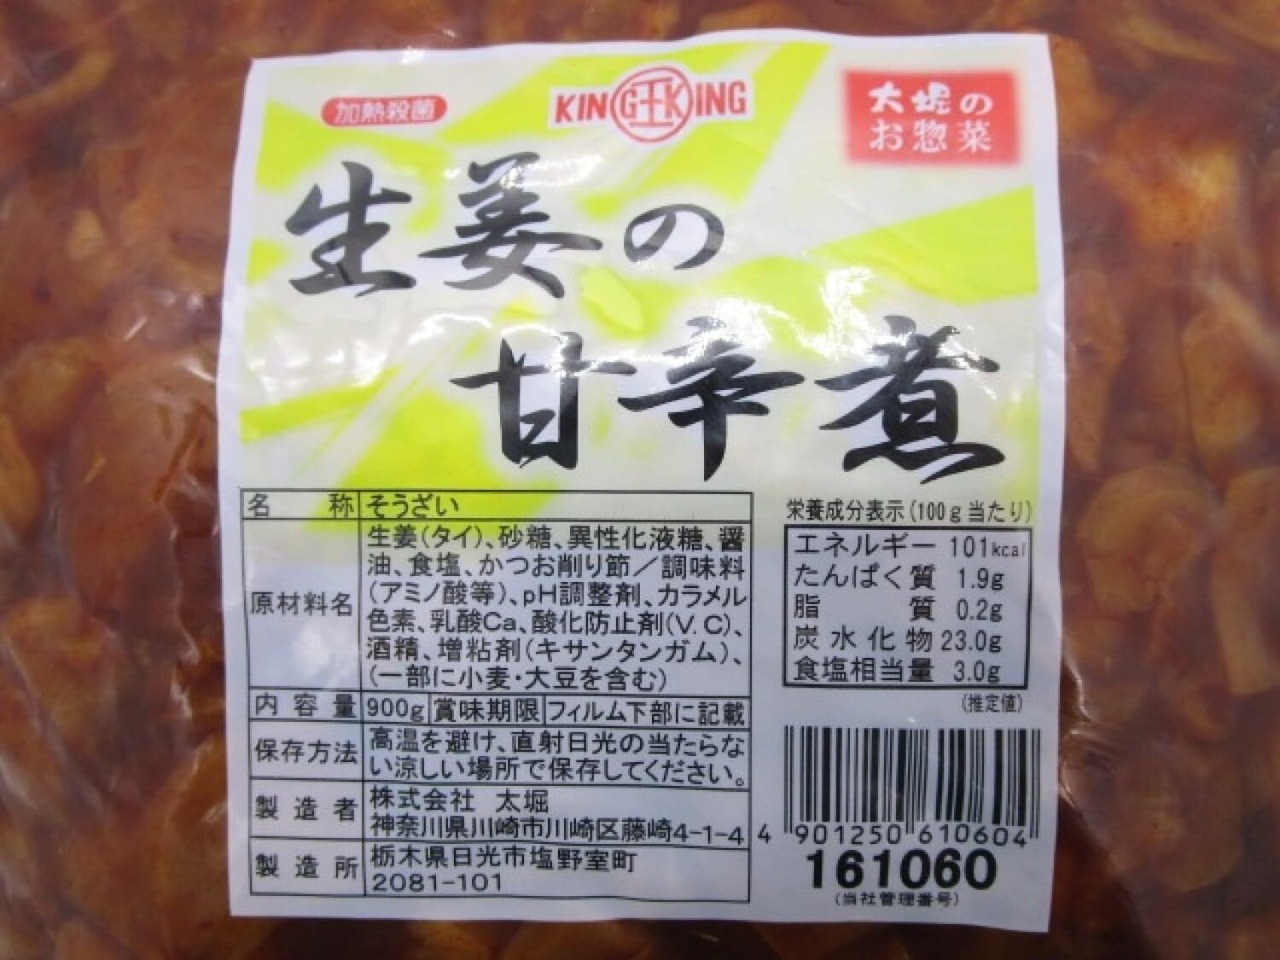 加熱殺菌
KING王KING
大堀の
お惣菜
生姜の
甘辛煮
名称 そうざい
原材料名 生姜(タイ)、砂糖、異性化液糖、醤
油、食塩、かつお削り節／調味料
(アミノ酸等)、pH調整剤、カラメル
色素、乳酸Ca、酸化防止剤(V.C)、
酒精、増粘剤(キサンタンガム)、
(一部に小麦・大豆を含む)
内容量 900g 賞味期限 フィルム下部に記載
保存方法 高温を避け、直射日光の当たらな
い涼しい場所で保存してください。
製造者 株式会社 太堀
神奈川県川崎市川崎区藤崎4-1-4
製造所 栃木県日光市塩野室町
2081-101
栄養成分表示(100g当たり)
エネルギー 101kcal
たんぱく質 1.9g
脂質 0.2g
炭水化物 23.0g
食塩相当量 3.0g
(推定値)
4 901250 610604
161060
(当社管理番号)